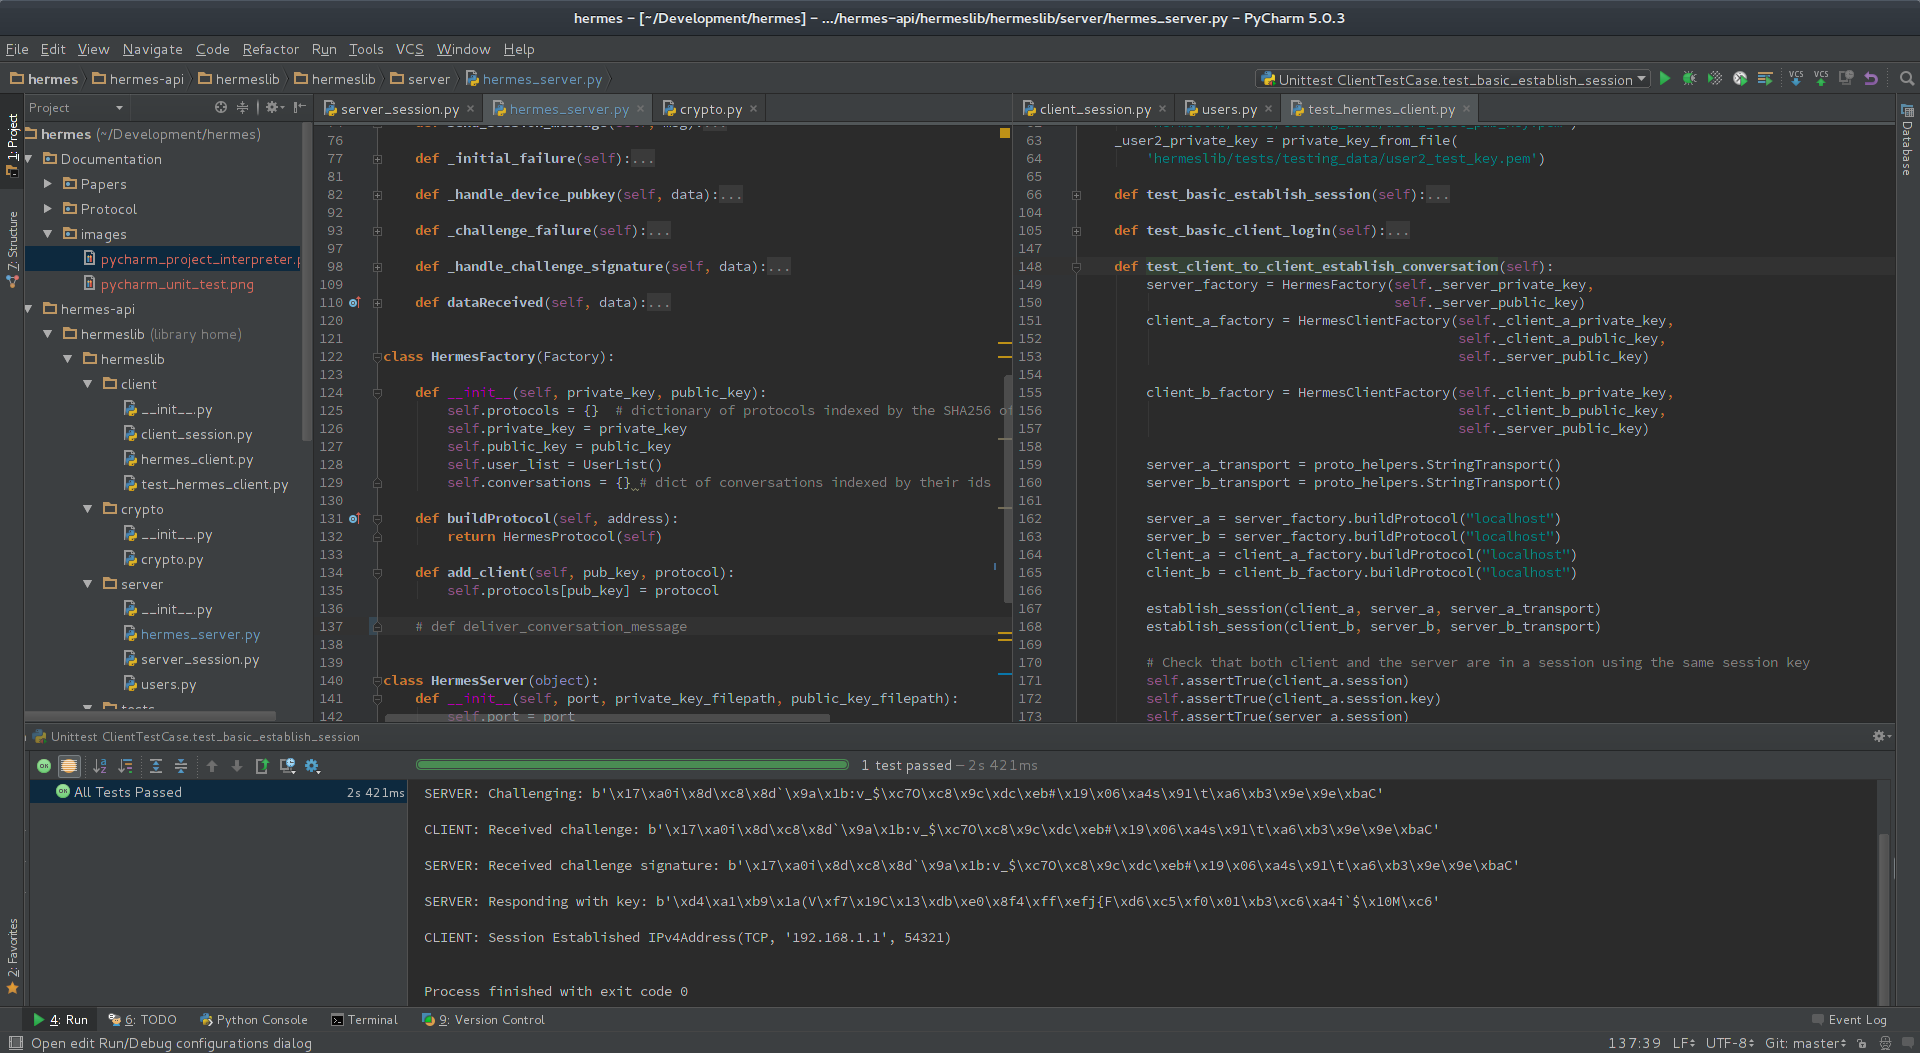 hermes – [~/Development/hermes] – .../hermes-api/hermeslib/hermeslib/server/hermes_server.py – PyCharm 5.0.3
File Edit View Navigate Code Refactor Run Tools VCS Window Help
hermes hermes-api hermeslib hermeslib server hermes_server.py
Unittest ClientTestCase.test_basic_establish_session VCS VCS
1: Project
7: Structure
2: Favorites
Database
Project
hermes (~/Development/hermes)
Documentation
Papers
Protocol
images
pycharm_project_interpreter.p
pycharm_unit_test.png
hermes-api
hermeslib (library home)
hermeslib
client
__init__.py
client_session.py
hermes_client.py
test_hermes_client.py
crypto
__init__.py
crypto.py
server
__init__.py
hermes_server.py
server_session.py
users.py
tests
server_session.py × hermes_server.py × crypto.py ×
76
77 def _initial_failure(self):...
81
82 def _handle_device_pubkey(self, data):...
92
93 def _challenge_failure(self):...
97
98 def _handle_challenge_signature(self, data):...
109
110 def dataReceived(self, data):...
120
121
122 class HermesFactory(Factory):
123
124 def __init__(self, private_key, public_key):
125 self.protocols = {}  # dictionary of protocols indexed by the SHA256 of
126 self.private_key = private_key
127 self.public_key = public_key
128 self.user_list = UserList()
129 self.conversations = {} # dict of conversations indexed by their ids
130
131 def buildProtocol(self, address):
132 return HermesProtocol(self)
133
134 def add_client(self, pub_key, protocol):
135 self.protocols[pub_key] = protocol
136
137 # def deliver_conversation_message
138
139
140 class HermesServer(object):
141 def __init__(self, port, private_key_filepath, public_key_filepath):
142 self.port = port
client_session.py × users.py × test_hermes_client.py ×
63 _user2_private_key = private_key_from_file(
64 'hermeslib/tests/testing_data/user2_test_key.pem')
65
66 def test_basic_establish_session(self):...
104
105 def test_basic_client_login(self):...
147
148 def test_client_to_client_establish_conversation(self):
149 server_factory = HermesFactory(self._server_private_key,
150 self._server_public_key)
151 client_a_factory = HermesClientFactory(self._client_a_private_key,
152 self._client_a_public_key,
153 self._server_public_key)
154
155 client_b_factory = HermesClientFactory(self._client_b_private_key,
156 self._client_b_public_key,
157 self._server_public_key)
158
159 server_a_transport = proto_helpers.StringTransport()
160 server_b_transport = proto_helpers.StringTransport()
161
162 server_a = server_factory.buildProtocol("localhost")
163 server_b = server_factory.buildProtocol("localhost")
164 client_a = client_a_factory.buildProtocol("localhost")
165 client_b = client_b_factory.buildProtocol("localhost")
166
167 establish_session(client_a, server_a, server_a_transport)
168 establish_session(client_b, server_b, server_b_transport)
169
170 # Check that both client and the server are in a session using the same session key
171 self.assertTrue(client_a.session)
172 self.assertTrue(client_a.session.key)
173 self.assertTrue(server_a.session)
Unittest ClientTestCase.test_basic_establish_session
1 test passed – 2s 421ms
All Tests Passed 2s 421ms
SERVER: Challenging: b'\x17\xa0i\x8d\xc8\x8d`\x9a\x1b:v_$\xc7O\xc8\x9c\xdc\xeb#\x19\x06\xa4s\x91\t\xa6\xb3\x9e\x9e\xbaC'
CLIENT: Received challenge: b'\x17\xa0i\x8d\xc8\x8d`\x9a\x1b:v_$\xc7O\xc8\x9c\xdc\xeb#\x19\x06\xa4s\x91\t\xa6\xb3\x9e\x9e\xbaC'
SERVER: Received challenge signature: b'\x17\xa0i\x8d\xc8\x8d`\x9a\x1b:v_$\xc7O\xc8\x9c\xdc\xeb#\x19\x06\xa4s\x91\t\xa6\xb3\x9e\x9e\xbaC'
SERVER: Responding with key: b'\xd4\xa1\xb9\x1a(V\xf7\x19C\x13\xdb\xe0\x8f4\xff\xefj{F\xd6\xc5\xf0\x01\xb3\xc6\xa4i`$\x10M\xc6'
CLIENT: Session Established IPv4Address(TCP, '192.168.1.1', 54321)
Process finished with exit code 0
4: Run 6: TODO Python Console Terminal 9: Version Control Event Log
Open edit Run/Debug configurations dialog 137:39 LF UTF-8 Git: master